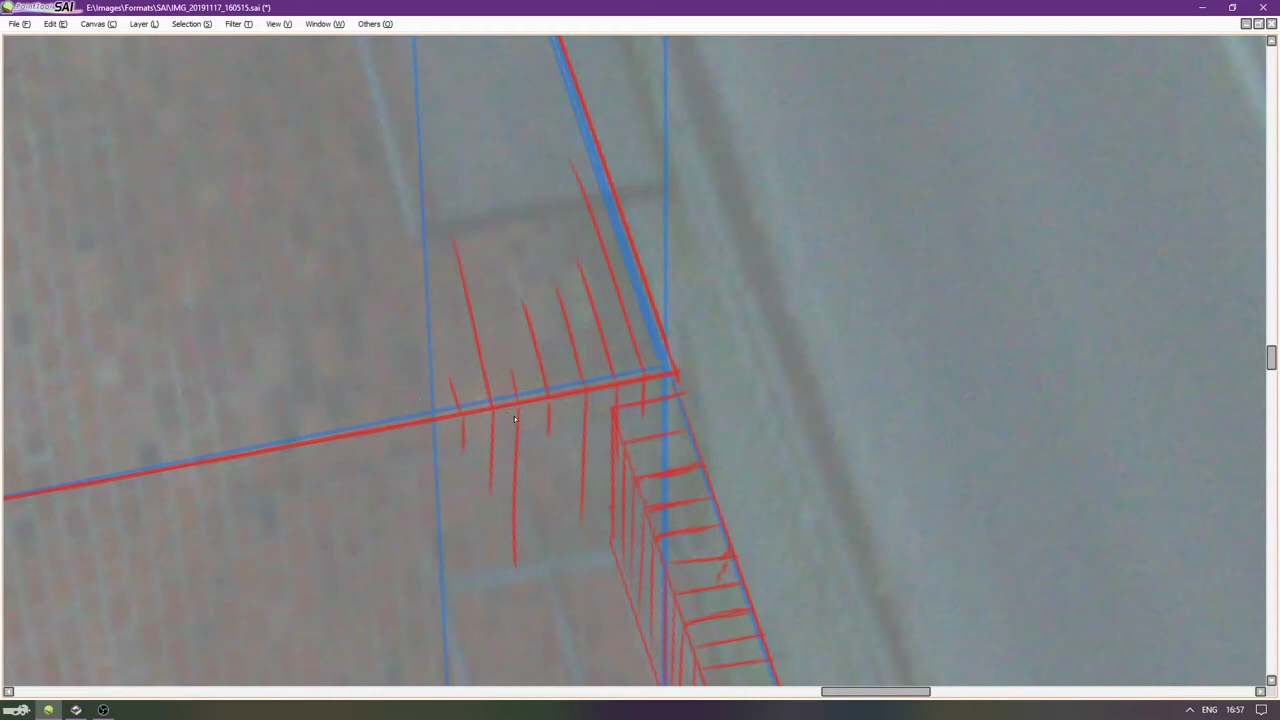 PaintTool SAI E:\Images\Formats\SAI\IMG_20191117_160515.sai (*)
File (F) Edit (E) Canvas (C) Layer (L) Selection (S) Filter (T) View (V) Window (W) Others (O)
ENG 16:57